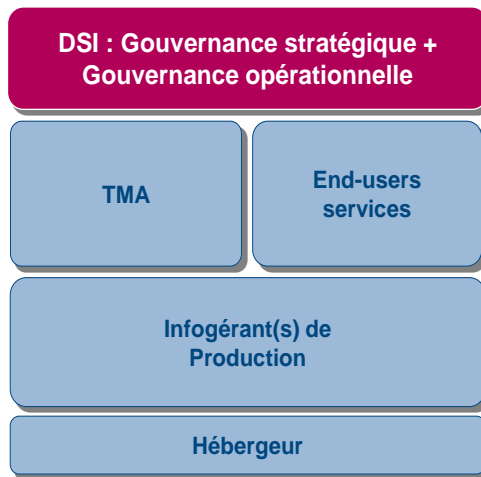 DSI : Gouvernance stratégique +
Gouvernance opérationnelle
TMA
End-users
services
Infogérant(s) de
Production
Hébergeur